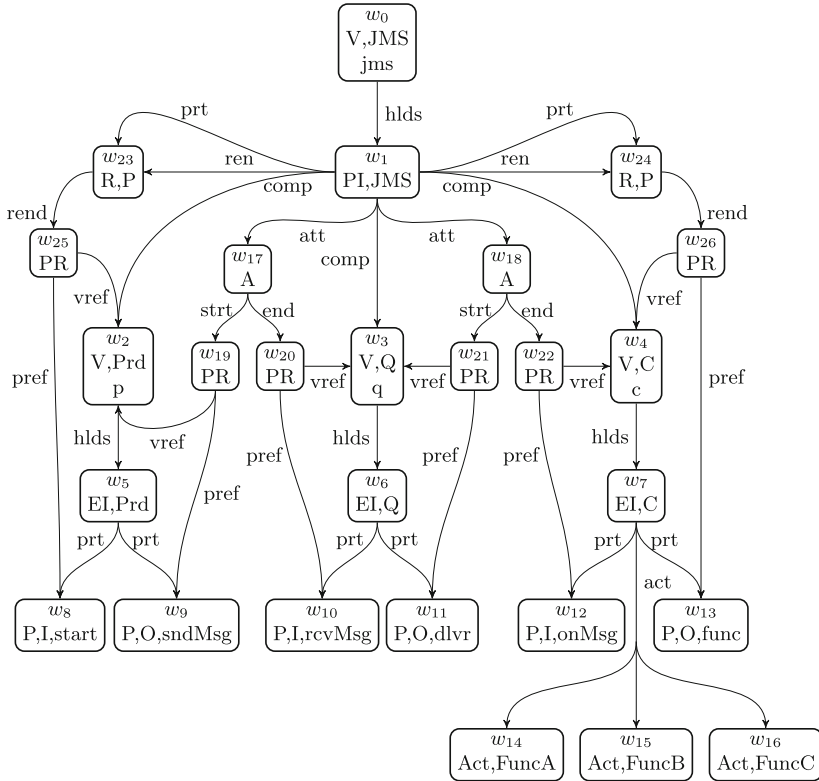 w0
V,JMS
jms
prt
hlds
prt
w23
R,P
ren
w1
PI,JMS
ren
w24
R,P
comp
comp
rend
rend
w25
PR
att
att
w26
PR
w17
A
comp
w18
A
vref
vref
strt
end
strt
end
w2
V,Prd
p
w19
PR
w20
PR
w3
V,Q
q
w21
PR
w22
PR
w4
V,C
c
pref
vref
vref
vref
pref
hlds
vref
hlds
hlds
pref
pref
pref
pref
w5
EI,Prd
w6
EI,Q
w7
EI,C
prt
prt
prt
prt
prt
prt
act
w8
P,I,start
w9
P,O,sndMsg
w10
P,I,rcvMsg
w11
P,O,dlvr
w12
P,I,onMsg
w13
P,O,func
w14
Act,FuncA
w15
Act,FuncB
w16
Act,FuncC